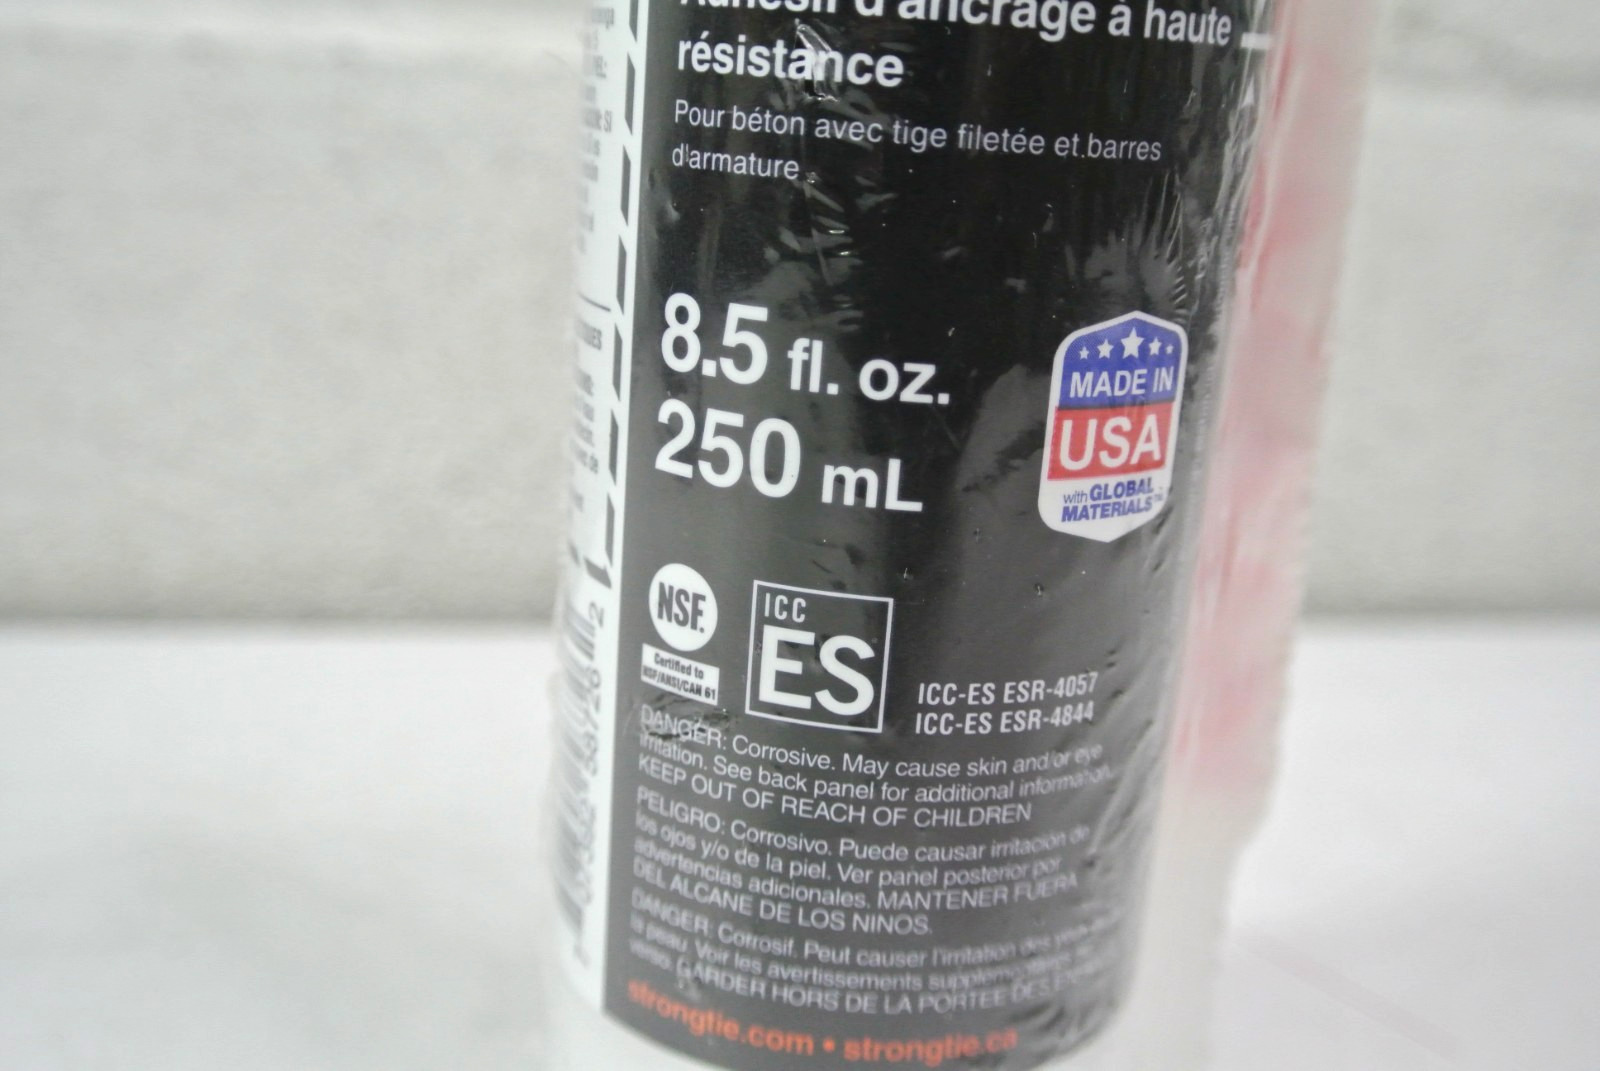 Adhésif d'ancrage à haute
résistance
Pour béton avec tige filetée et barres
d'armature
8.5 fl. oz.
250 mL
MADE IN
USA
with GLOBAL
MATERIALS™
NSF.
Certified to
NSF/ANSI/CAN 61
ICC
ES
ICC-ES ESR-4057
ICC-ES ESR-4844
DANGER: Corrosive. May cause skin and/or eye
irritation. See back panel for additional information.
KEEP OUT OF REACH OF CHILDREN
PELIGRO: Corrosivo. Puede causar irritación de
los ojos y/o de la piel. Ver panel posterior por
advertencias adicionales. MANTENER FUERA
DEL ALCANE DE LOS NINOS.
DANGER: Corrosif. Peut causer l'irritation des
la peau. Voir les avertissements
verso. GARDER HORS DE LA PORTEE DES
strongtie.com • strongtie.ca